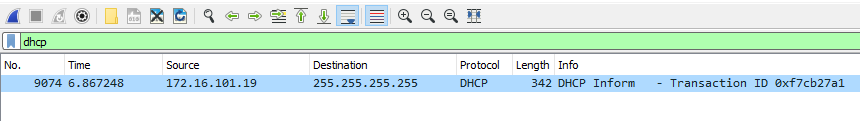 dhcp
No. Time Source Destination Protocol Length Info
9074 6.867248 172.16.101.19 255.255.255.255 DHCP 342 DHCP Inform - Transaction ID 0xf7cb27a1